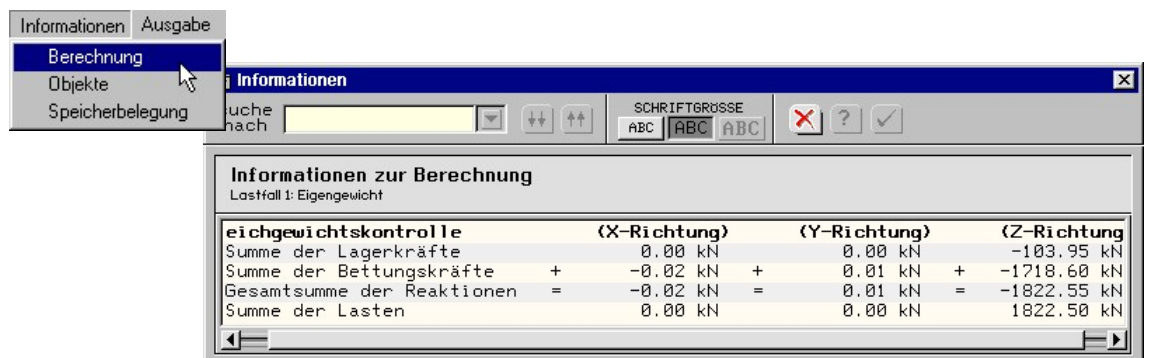 Informationen Ausgabe
Berechnung
Objekte
Speicherbelegung
Informationen
suche
nach
SCHRIFTGRÖSSE
ABC ABC ABC
?
Informationen zur Berechnung
Lastfall 1: Eigengewicht
eichgewichtskontrolle (X-Richtung) (Y-Richtung) (Z-Richtung
Summe der Lagerkräfte 0.00 kN 0.00 kN -103.95 kN
Summe der Bettungskräfte + -0.02 kN + 0.01 kN + -1718.60 kN
Gesamtsumme der Reaktionen = -0.02 kN = 0.01 kN = -1822.55 kN
Summe der Lasten 0.00 kN 0.00 kN 1822.50 kN